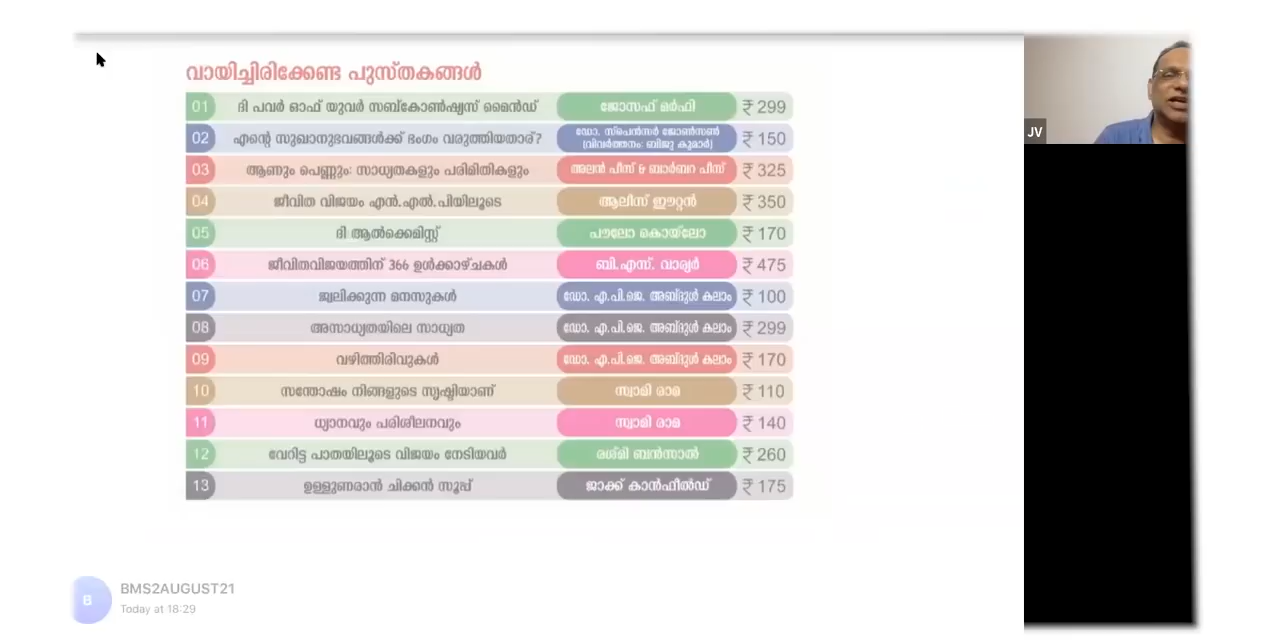 വായിച്ചിരിക്കേണ്ട പുസ്തകങ്ങൾ
01 ദി പവർ ഓഫ് യുവർ സബ്കോൺഷ്യസ് മൈൻഡ് ജോസഫ് മർഫി ₹ 299
02 എന്റെ സുഖാനുഭവങ്ങൾക്ക് ഭംഗം വരുത്തിയതാര്? ഡോ. സ്പെൻസർ ജോൺസൺ (വിവർത്തനം: ബിജു കുമാർ) ₹ 150
03 ആണും പെണ്ണും: സാധ്യതകളും പരിമിതികളും അലൻ പീസ് & ബാർബറ പീസ് ₹ 325
04 ജീവിത വിജയം എൻ.എൽ.പിയിലൂടെ ആലീസ് ഈറ്റൻ ₹ 350
05 ദി ആൽക്കെമിസ്റ്റ് പൗലോ കൊയ്‌ലോ ₹ 170
06 ജീവിതവിജയത്തിന് 366 ഉൾക്കാഴ്ചകൾ ബി.എസ്. വാര്യർ ₹ 475
07 ജ്വലിക്കുന്ന മനസുകൾ ഡോ. എ.പി.ജെ. അബ്ദുൾ കലാം ₹ 100
08 അസാധ്യതയിലെ സാധ്യത ഡോ. എ.പി.ജെ. അബ്ദുൾ കലാം ₹ 299
09 വഴിത്തിരിവുകൾ ഡോ. എ.പി.ജെ. അബ്ദുൾ കലാം ₹ 170
10 സന്തോഷം നിങ്ങളുടെ സൃഷ്ടിയാണ് സ്വാമി രാമ ₹ 110
11 ധ്യാനവും പരിശീലനവും സ്വാമി രാമ ₹ 140
12 വേറിട്ട പാതയിലൂടെ വിജയം നേടിയവർ രശ്മി ബൻസാൽ ₹ 260
13 ഉള്ളുണരാൻ ചിക്കൻ സൂപ്പ് ജാക്ക് കാൻഫീൽഡ് ₹ 175
JV
B
BMS2AUGUST21
Today at 18:29